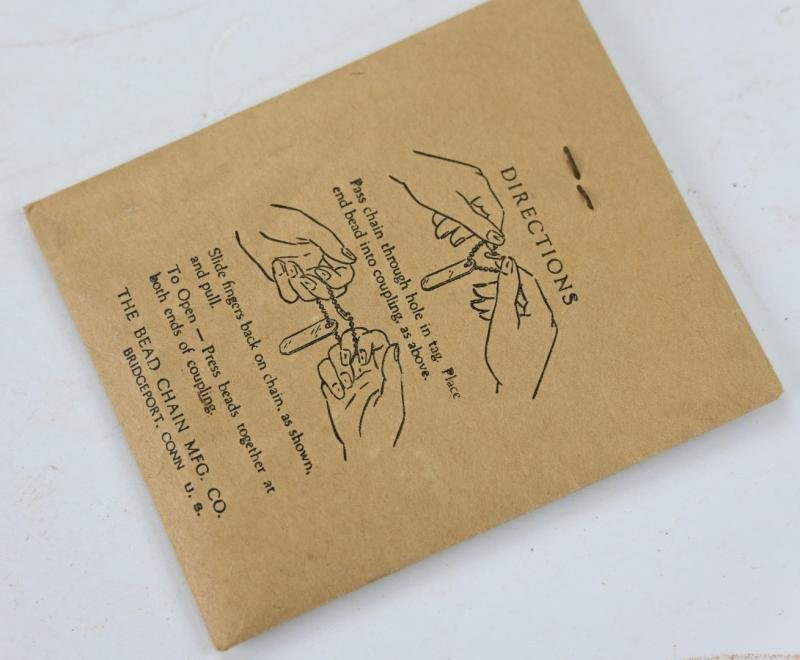 DIRECTIONS
Pass chain through hole in tag. Place
end bead into coupling, as above.
Slide fingers back on chain, as shown,
and pull.
To Open — Press beads together at
both ends of coupling.
THE BEAD CHAIN MFG. CO.
BRIDGEPORT, CONN U. S.